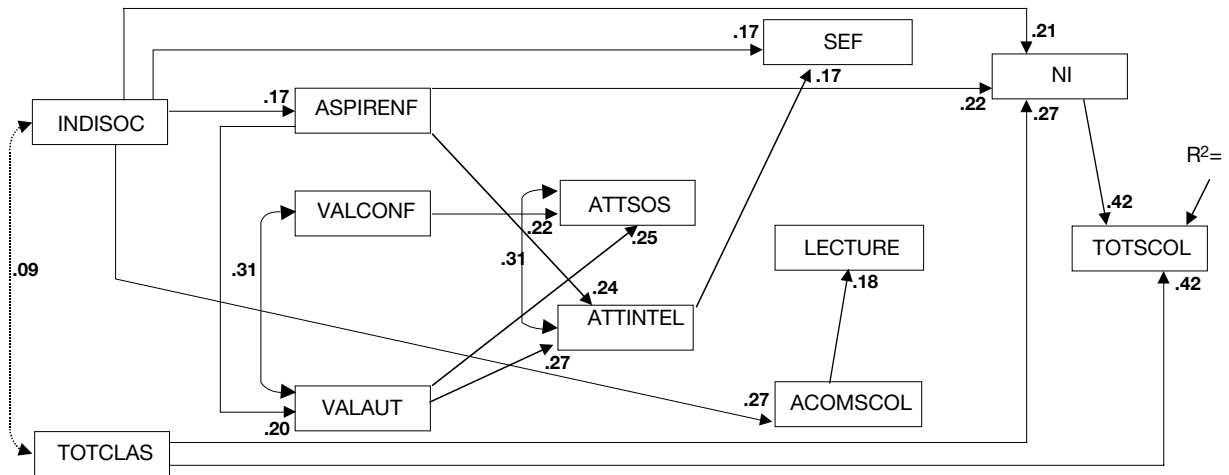 .21
.17
SEF
.17
NI
.22
.27
.17
ASPIRENF
INDISOC
R²=
ATTSOS
VALCONF
.22
.42
.25
LECTURE
TOTSCOL
.31
.31
.09
.18
.42
.24
ATTINTEL
.27
.27
ACOMSCOL
VALAUT
.20
TOTCLAS